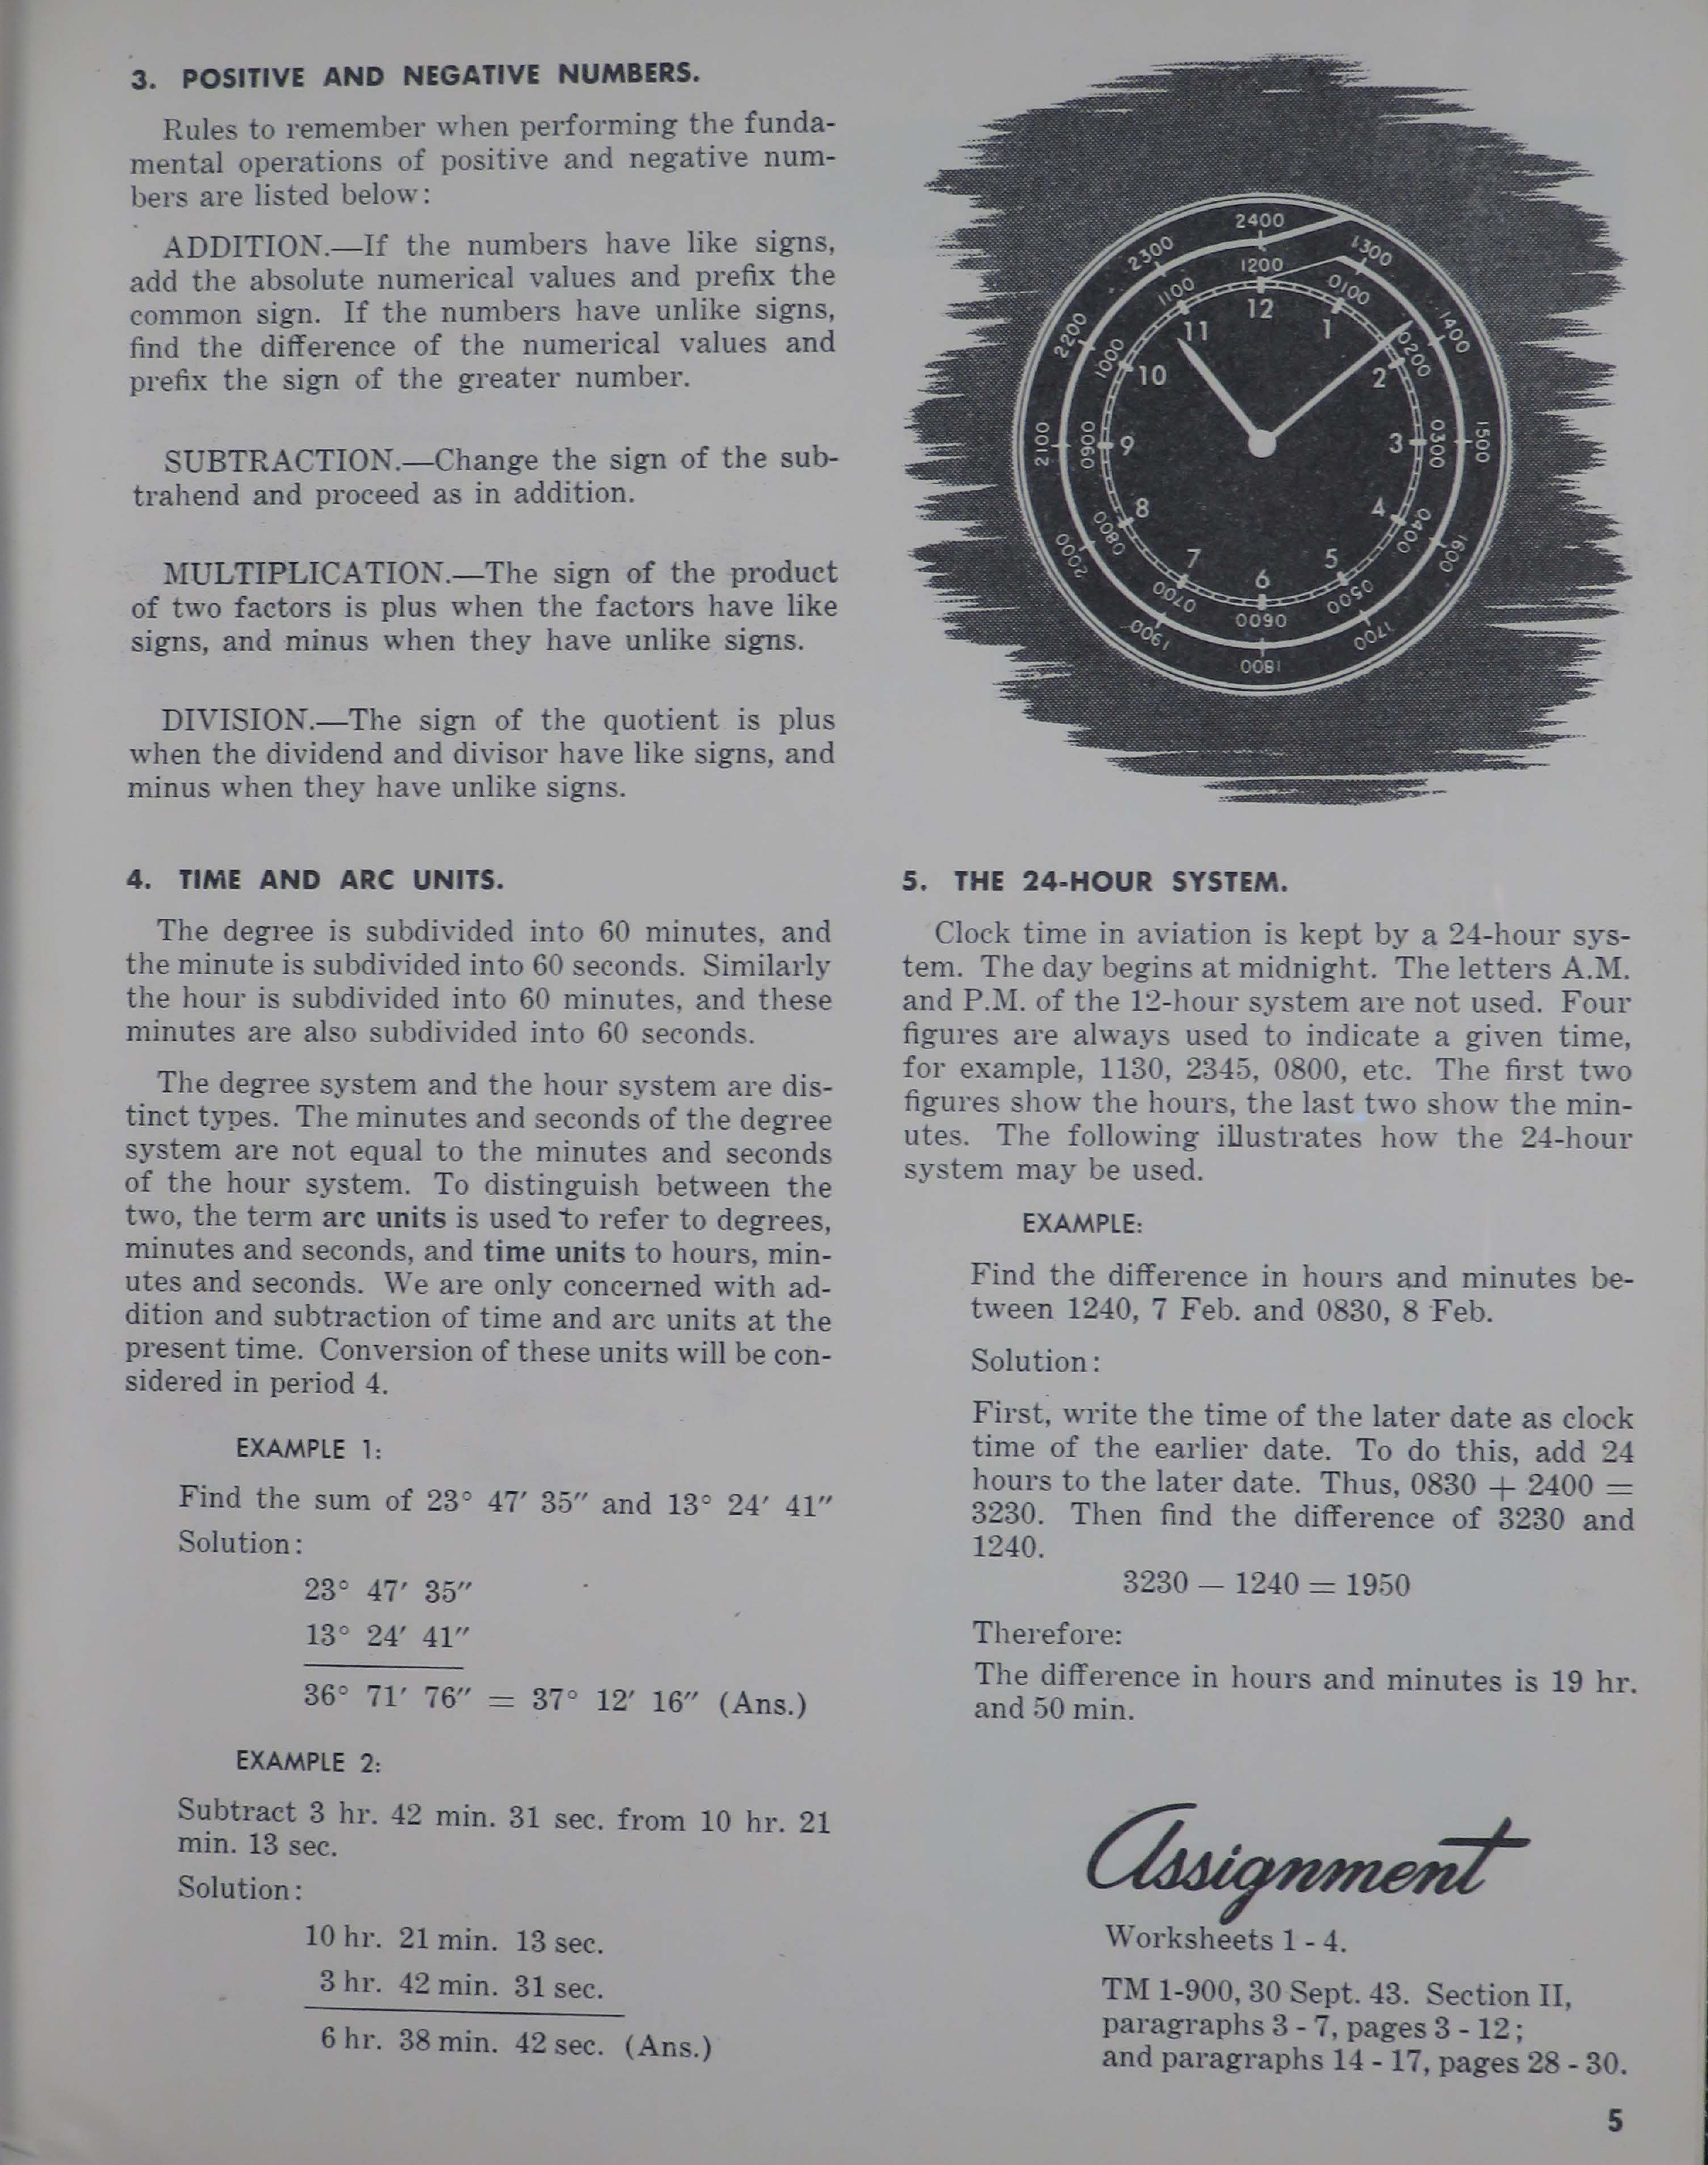 3. POSITIVE AND NEGATIVE NUMBERS.
Rules to remember when performing the funda-
mental operations of positive and negative num-
bers are listed below:
ADDITION.—If the numbers have like signs,
add the absolute numerical values and prefix the
common sign. If the numbers have unlike signs,
find the difference of the numerical values and
prefix the sign of the greater number.
SUBTRACTION.—Change the sign of the sub-
trahend and proceed as in addition.
MULTIPLICATION.—The sign of the product
of two factors is plus when the factors have like
signs, and minus when they have unlike signs.
DIVISION.—The sign of the quotient is plus
when the dividend and divisor have like signs, and
minus when they have unlike signs.
4. TIME AND ARC UNITS.
The degree is subdivided into 60 minutes, and
the minute is subdivided into 60 seconds. Similarly
the hour is subdivided into 60 minutes, and these
minutes are also subdivided into 60 seconds.
The degree system and the hour system are dis-
tinct types. The minutes and seconds of the degree
system are not equal to the minutes and seconds
of the hour system. To distinguish between the
two, the term arc units is used to refer to degrees,
minutes and seconds, and time units to hours, min-
utes and seconds. We are only concerned with ad-
dition and subtraction of time and arc units at the
present time. Conversion of these units will be con-
sidered in period 4.
EXAMPLE 1:
Find the sum of 23° 47′ 35″ and 13° 24′ 41″
Solution:
23° 47′ 35″
13° 24′ 41″
36° 71′ 76″ = 37° 12′ 16″ (Ans.)
EXAMPLE 2:
Subtract 3 hr. 42 min. 31 sec. from 10 hr. 21
min. 13 sec.
Solution:
10 hr. 21 min. 13 sec.
3 hr. 42 min. 31 sec.
6 hr. 38 min. 42 sec. (Ans.)
2400
1300
1400
1500
1600
1700
1800
1900
2000
2100
2200
2300
1200
0100
0200
0300
0400
0500
0600
0700
0800
0900
1000
1100
12
1
2
3
4
5
6
7
8
9
10
11
5. THE 24-HOUR SYSTEM.
Clock time in aviation is kept by a 24-hour sys-
tem. The day begins at midnight. The letters A.M.
and P.M. of the 12-hour system are not used. Four
figures are always used to indicate a given time,
for example, 1130, 2345, 0800, etc. The first two
figures show the hours, the last two show the min-
utes. The following illustrates how the 24-hour
system may be used.
EXAMPLE:
Find the difference in hours and minutes be-
tween 1240, 7 Feb. and 0830, 8 Feb.
Solution:
First, write the time of the later date as clock
time of the earlier date. To do this, add 24
hours to the later date. Thus, 0830 + 2400 =
3230. Then find the difference of 3230 and
1240.
3230 — 1240 = 1950
Therefore:
The difference in hours and minutes is 19 hr.
and 50 min.
Assignment
Worksheets 1 - 4.
TM 1-900, 30 Sept. 43. Section II,
paragraphs 3 - 7, pages 3 - 12;
and paragraphs 14 - 17, pages 28 - 30.
5